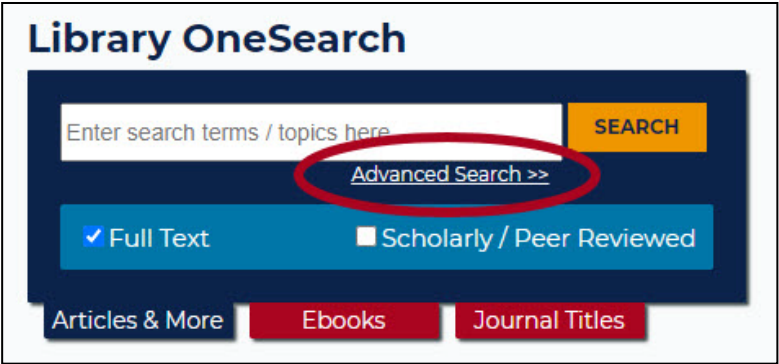 Library OneSearch
Enter search terms / topics here
SEARCH
Advanced Search >>
Full Text
Scholarly / Peer Reviewed
Articles & More
Ebooks
Journal Titles